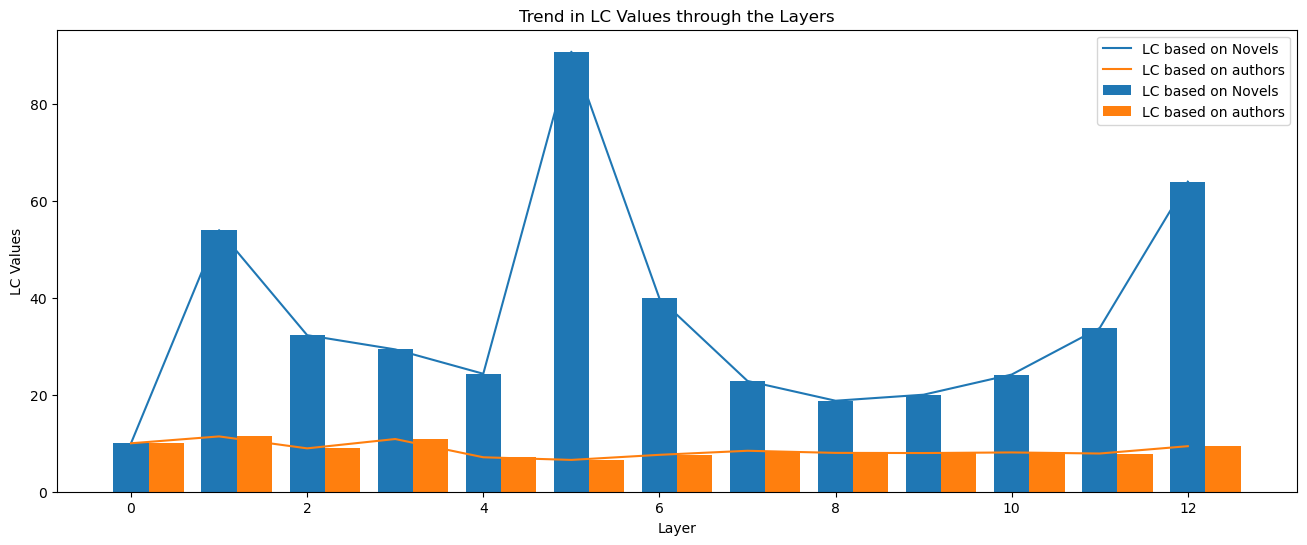 Trend in LC Values through the Layers
LC based on Novels
LC based on authors
LC based on Novels
LC based on authors
LC Values
80
60
40
20
0
0 2 4 6 8 10 12
Layer